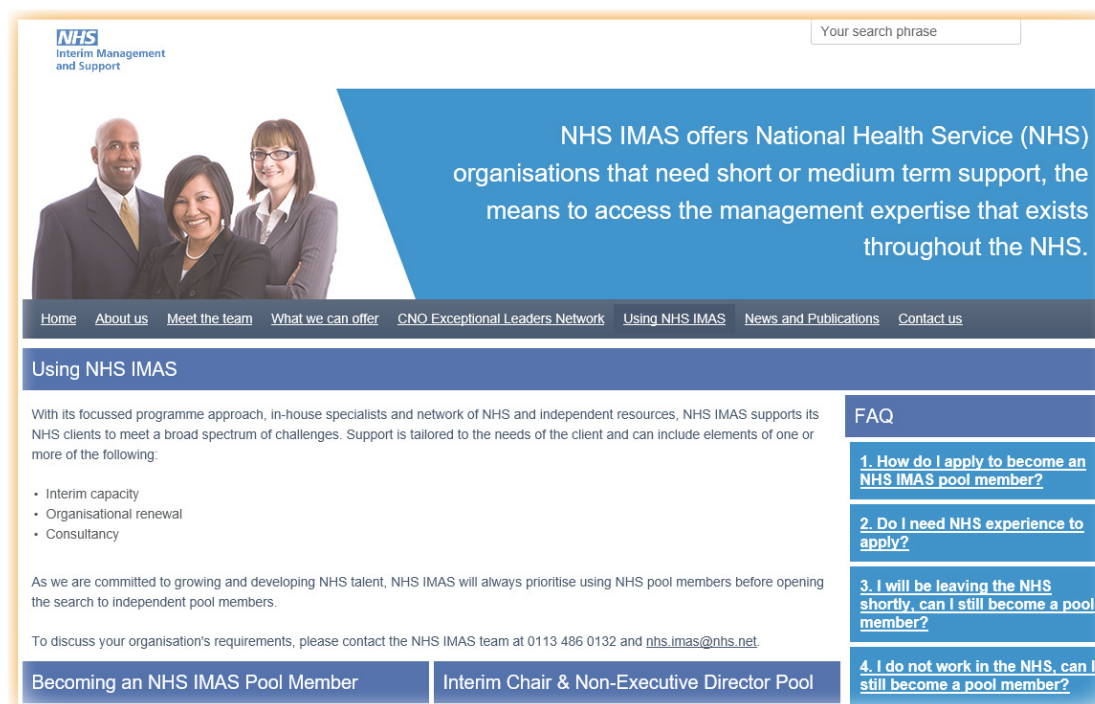 NHS
Interim Management
and Support
Your search phrase
NHS IMAS offers National Health Service (NHS)
organisations that need short or medium term support, the
means to access the management expertise that exists
throughout the NHS.
Home About us Meet the team What we can offer CNO Exceptional Leaders Network Using NHS IMAS News and Publications Contact us
Using NHS IMAS
With its focussed programme approach, in-house specialists and network of NHS and independent resources, NHS IMAS supports its
NHS clients to meet a broad spectrum of challenges. Support is tailored to the needs of the client and can include elements of one or
more of the following:
• Interim capacity
• Organisational renewal
• Consultancy
As we are committed to growing and developing NHS talent, NHS IMAS will always prioritise using NHS pool members before opening
the search to independent pool members.
To discuss your organisation's requirements, please contact the NHS IMAS team at 0113 486 0132 and nhs.imas@nhs.net.
Becoming an NHS IMAS Pool Member
Interim Chair & Non-Executive Director Pool
FAQ
1. How do I apply to become an
NHS IMAS pool member?
2. Do I need NHS experience to
apply?
3. I will be leaving the NHS
shortly, can I still become a pool
member?
4. I do not work in the NHS, can I
still become a pool member?